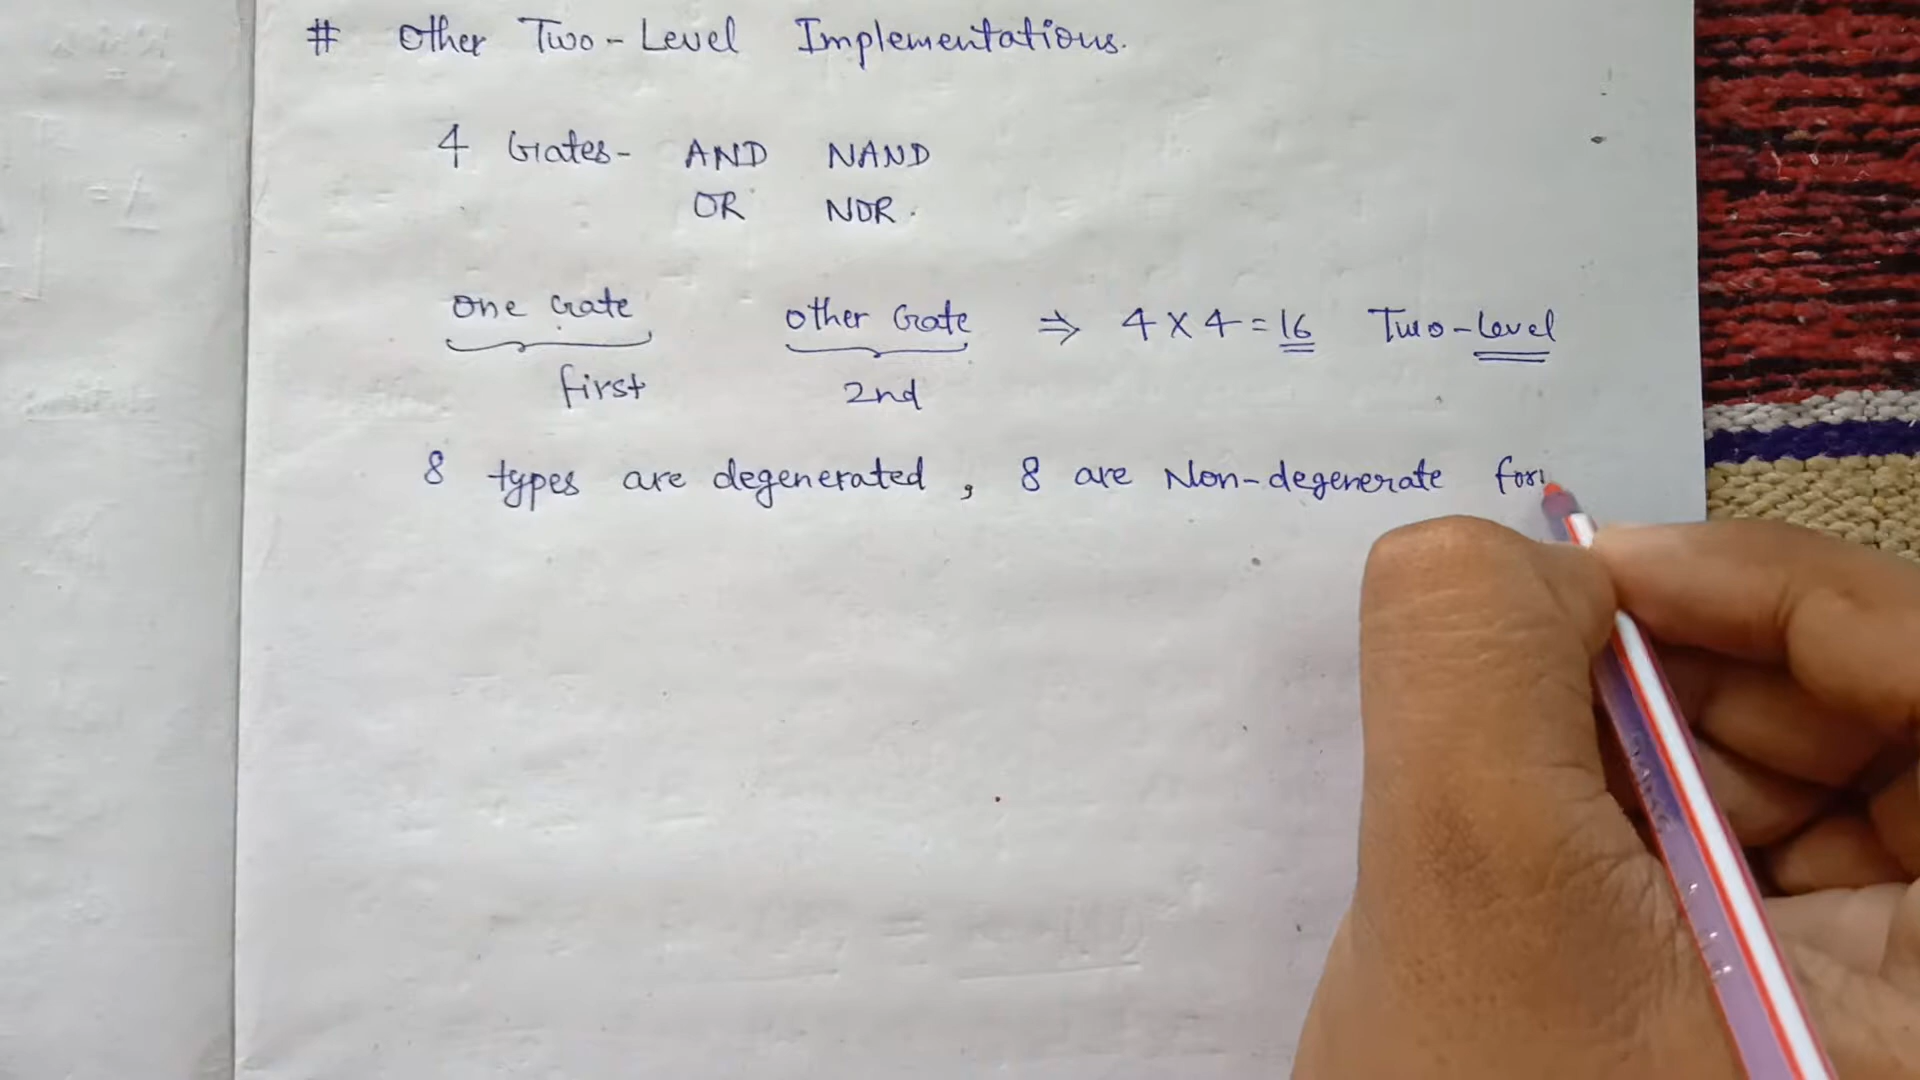 # Other Two-Level Implementations.
4 Gates- AND NAND
OR NOR.
One Gate other Gate ⇒ 4 X 4 = 16 Two-Level
first 2nd
8 types are degenerated, 8 are Non-degenerate